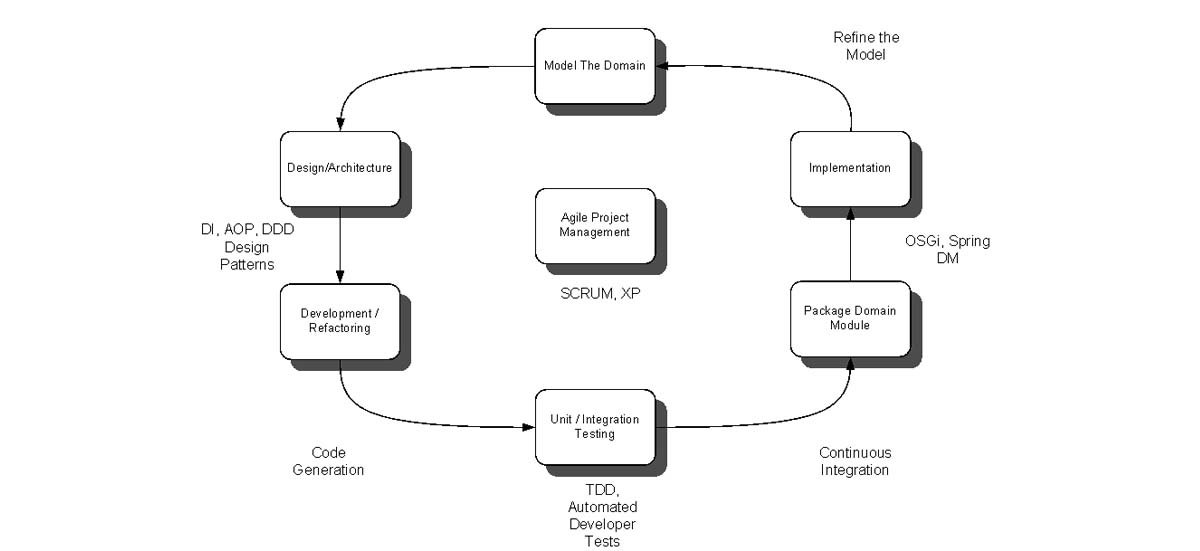 Refine the
Model
Model The Domain
Design/Architecture
Implementation
Agile Project
Management
DI, AOP, DDD
Design
Patterns
OSGi, Spring
DM
SCRUM, XP
Development /
Refactoring
Package Domain
Module
Unit / Integration
Testing
Code
Generation
Continuous
Integration
TDD,
Automated
Developer
Tests